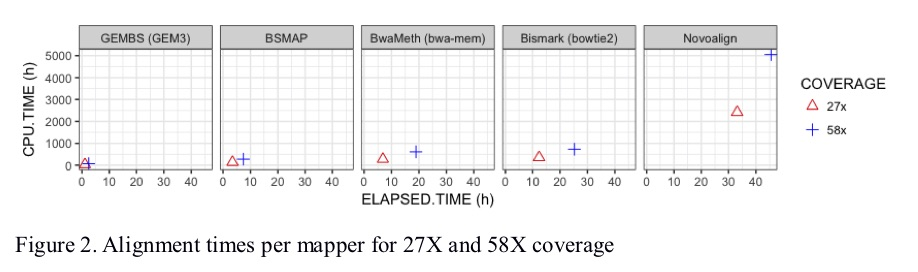 GEMBS (GEM3) BSMAP BwaMeth (bwa-mem) Bismark (bowtie2) Novoalign
CPU.TIME (h)
5000
4000
3000
2000
1000
0
0 10 20 30 40 0 10 20 30 40 0 10 20 30 40 0 10 20 30 40 0 10 20 30 40
ELAPSED.TIME (h)
COVERAGE
27x
58x
Figure 2. Alignment times per mapper for 27X and 58X coverage